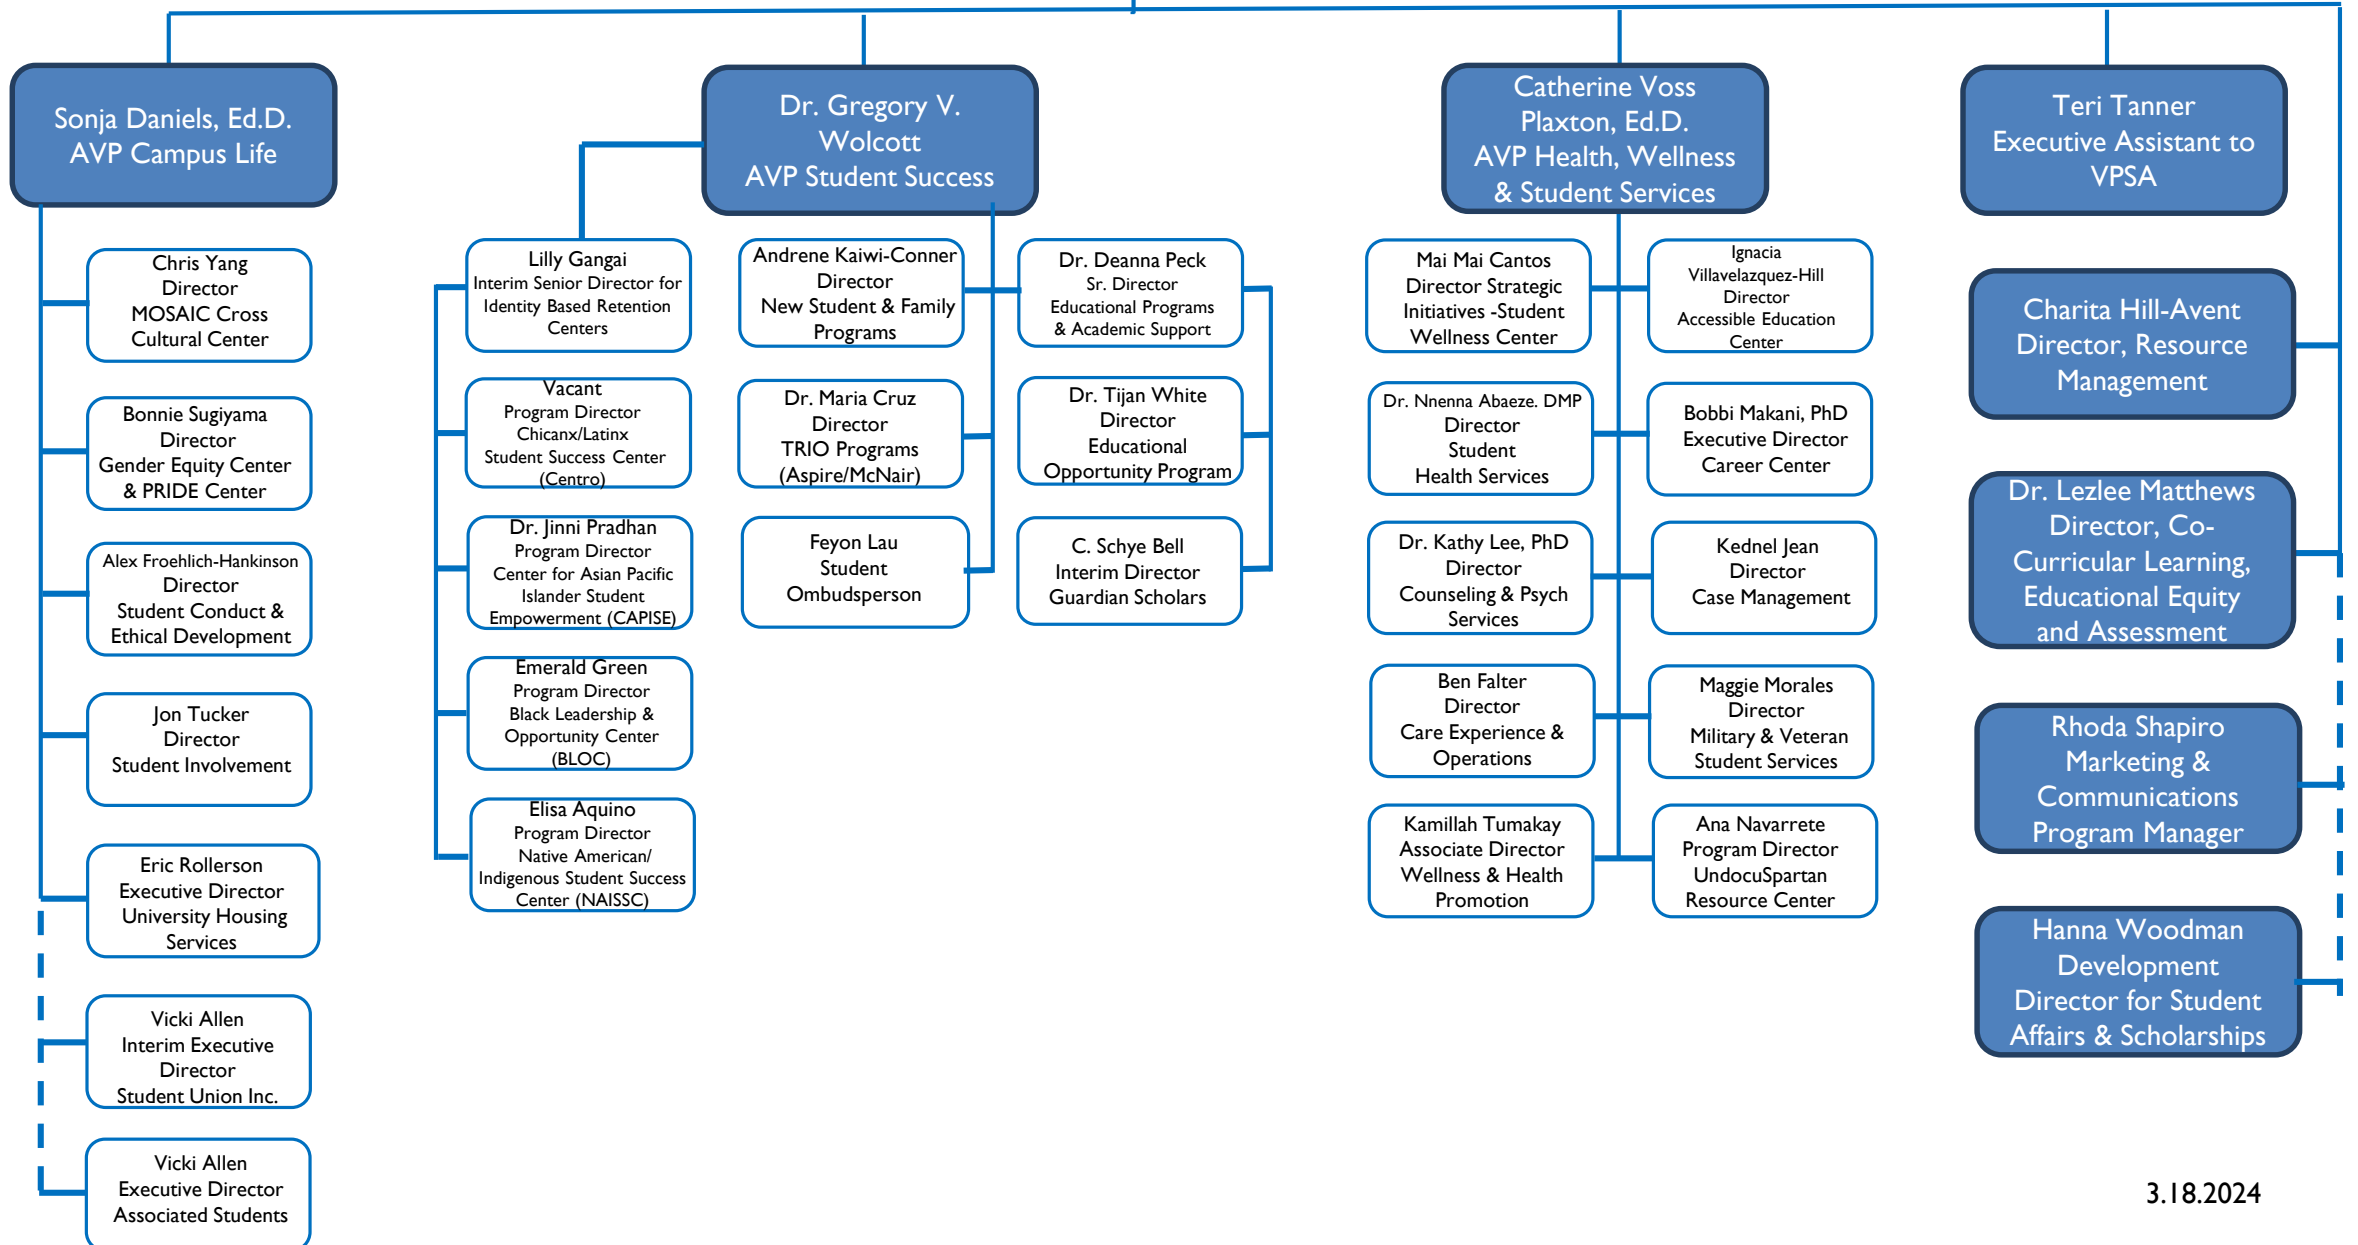 Sonja Daniels, Ed.D.
AVP Campus Life
Dr. Gregory V.
Wolcott
AVP Student Success
Catherine Voss
Plaxton, Ed.D.
AVP Health, Wellness
& Student Services
Teri Tanner
Executive Assistant to
VPSA
Chris Yang
Director
MOSAIC Cross
Cultural Center
Bonnie Sugiyama
Director
Gender Equity Center
& PRIDE Center
Alex Froehlich-Hankinson
Director
Student Conduct &
Ethical Development
Jon Tucker
Director
Student Involvement
Eric Rollerson
Executive Director
University Housing
Services
Vicki Allen
Interim Executive
Director
Student Union Inc.
Vicki Allen
Executive Director
Associated Students
Lilly Gangai
Interim Senior Director for
Identity Based Retention
Centers
Vacant
Program Director
Chicanx/Latinx
Student Success Center
(Centro)
Dr. Jinni Pradhan
Program Director
Center for Asian Pacific
Islander Student
Empowerment (CAPISE)
Emerald Green
Program Director
Black Leadership &
Opportunity Center
(BLOC)
Elisa Aquino
Program Director
Native American/
Indigenous Student Success
Center (NAISSC)
Andrene Kaiwi-Conner
Director
New Student & Family
Programs
Dr. Maria Cruz
Director
TRIO Programs
(Aspire/McNair)
Feyon Lau
Student
Ombudsperson
Dr. Deanna Peck
Sr. Director
Educational Programs
& Academic Support
Dr. Tijan White
Director
Educational
Opportunity Program
C. Schye Bell
Interim Director
Guardian Scholars
Mai Mai Cantos
Director Strategic
Initiatives -Student
Wellness Center
Dr. Nnenna Abaeze. DMP
Director
Student
Health Services
Dr. Kathy Lee, PhD
Director
Counseling & Psych
Services
Ben Falter
Director
Care Experience &
Operations
Kamillah Tumakay
Associate Director
Wellness & Health
Promotion
Ignacia
Villavelazquez-Hill
Director
Accessible Education
Center
Bobbi Makani, PhD
Executive Director
Career Center
Kednel Jean
Director
Case Management
Maggie Morales
Director
Military & Veteran
Student Services
Ana Navarrete
Program Director
UndocuSpartan
Resource Center
Charita Hill-Avent
Director, Resource
Management
Dr. Lezlee Matthews
Director, Co-
Curricular Learning,
Educational Equity
and Assessment
Rhoda Shapiro
Marketing &
Communications
Program Manager
Hanna Woodman
Development
Director for Student
Affairs & Scholarships
3.18.2024